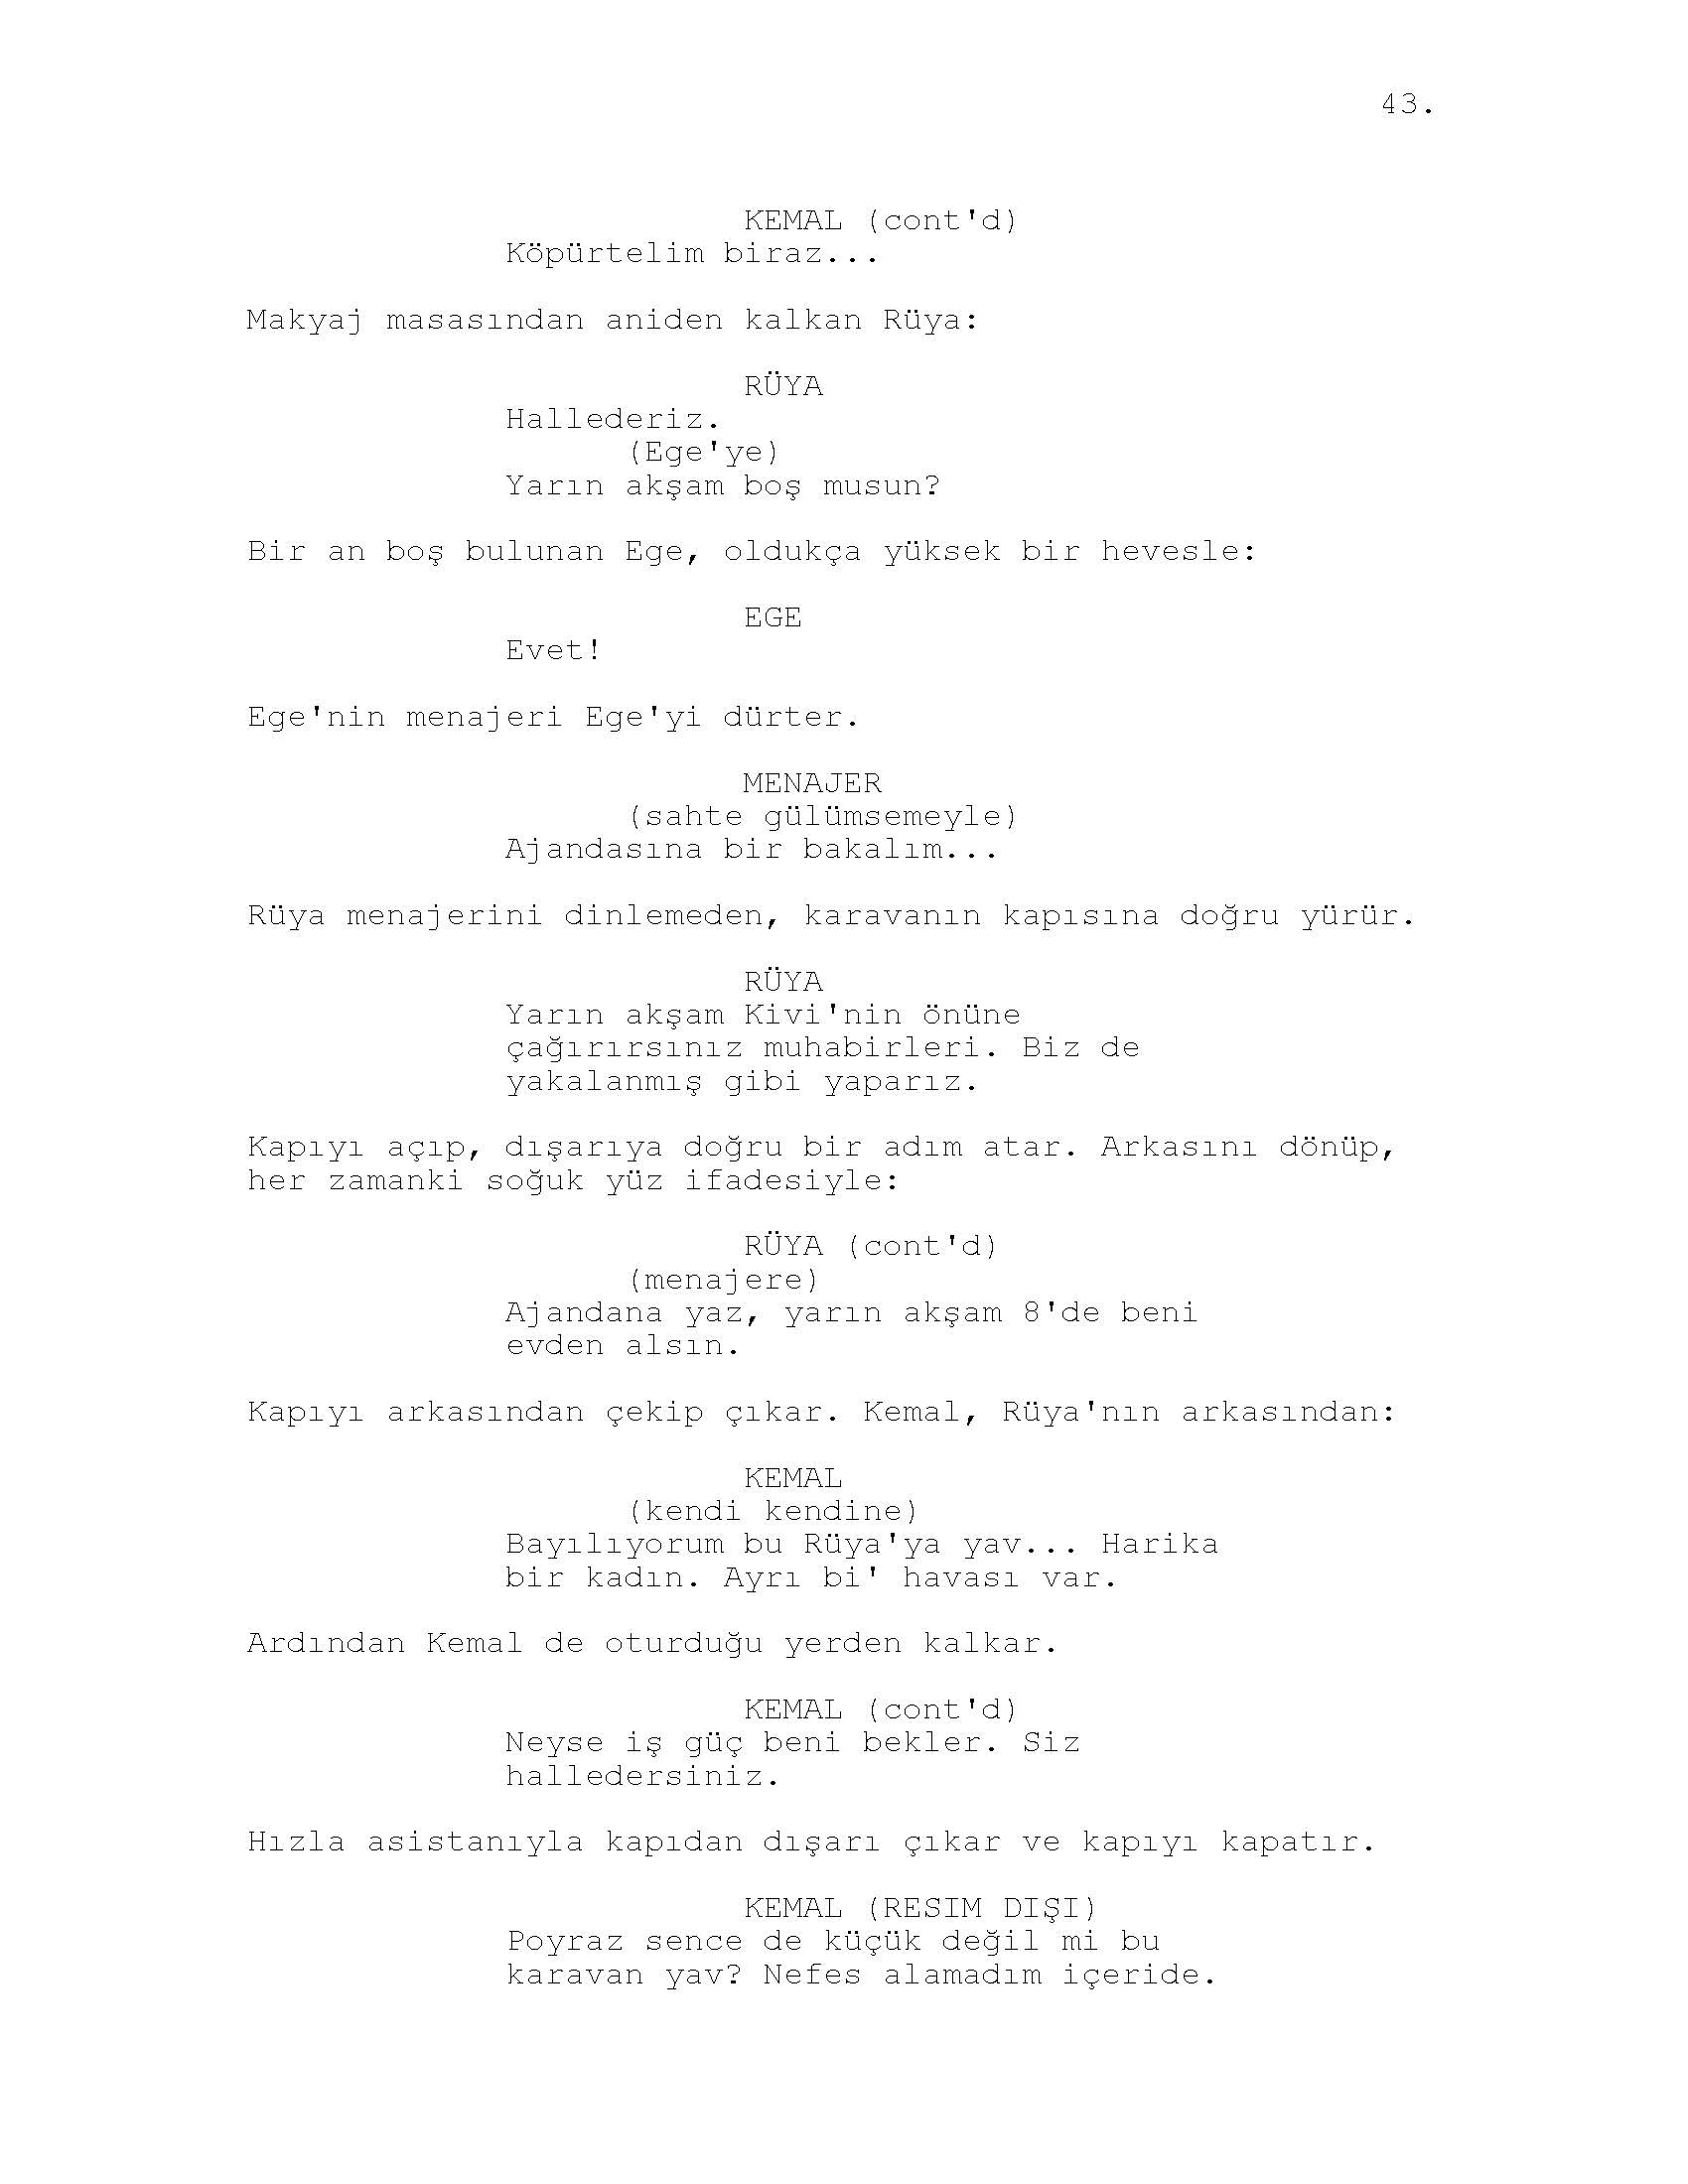 43.
KEMAL (cont'd)
Köpürtelim biraz...
Makyaj masasından aniden kalkan Rüya:
RÜYA
Hallederiz.
(Ege'ye)
Yarın akşam boş musun?
Bir an boş bulunan Ege, oldukça yüksek bir hevesle:
EGE
Evet!
Ege'nin menajeri Ege'yi dürter.
MENAJER
(sahte gülümsemeyle)
Ajandasına bir bakalım...
Rüya menajerini dinlemeden, karavanın kapısına doğru yürür.
RÜYA
Yarın akşam Kivi'nin önüne
çağırırsınız muhabirleri. Biz de
yakalanmış gibi yaparız.
Kapıyı açıp, dışarıya doğru bir adım atar. Arkasını dönüp,
her zamanki soğuk yüz ifadesiyle:
RÜYA (cont'd)
(menajere)
Ajandana yaz, yarın akşam 8'de beni
evden alsın.
Kapıyı arkasından çekip çıkar. Kemal, Rüya'nın arkasından:
KEMAL
(kendi kendine)
Bayılıyorum bu Rüya'ya yav... Harika
bir kadın. Ayrı bi' havası var.
Ardından Kemal de oturduğu yerden kalkar.
KEMAL (cont'd)
Neyse iş güç beni bekler. Siz
halledersiniz.
Hızla asistanıyla kapıdan dışarı çıkar ve kapıyı kapatır.
KEMAL (RESIM DIŞI)
Poyraz sence de küçük değil mi bu
karavan yav? Nefes alamadım içeride.